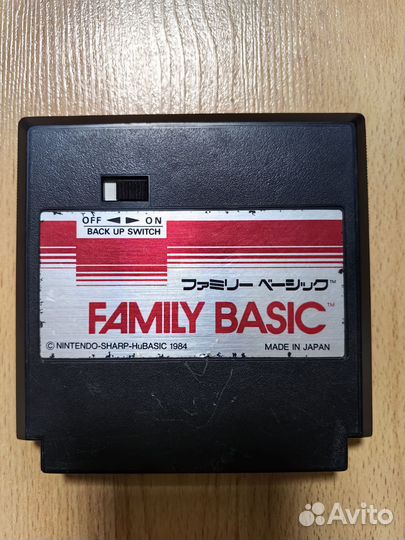 OFF ◄ ► ON
BACK UP SWITCH
ファミリー ベーシック™
FAMILY BASIC™
© NINTENDO-SHARP-HuBASIC 1984 MADE IN JAPAN
Avito